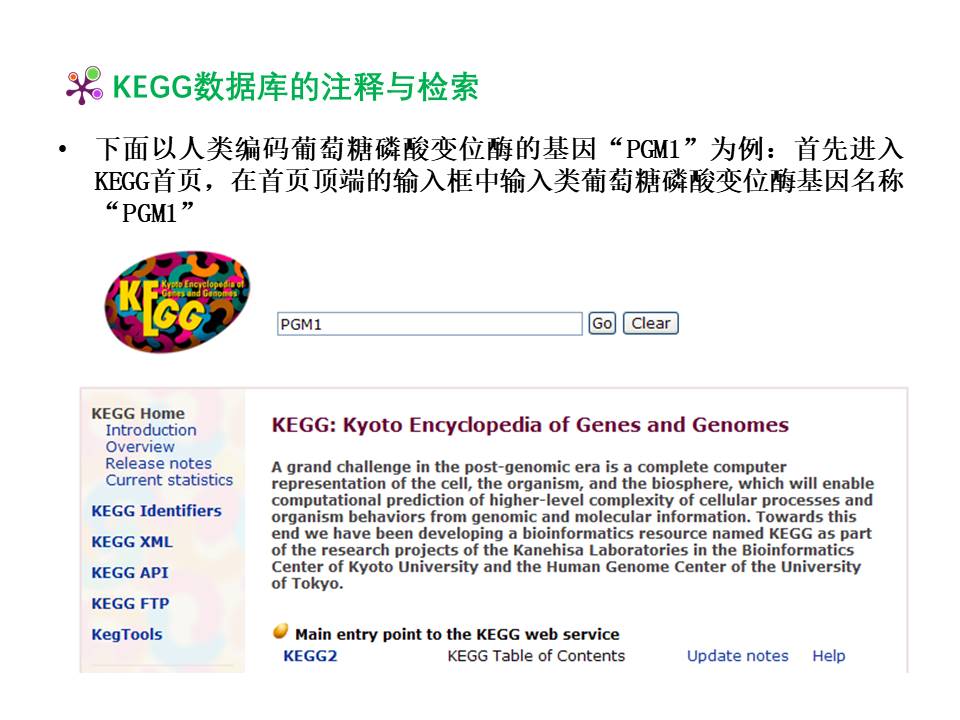 KEGG数据库的注释与检索
• 下面以人类编码葡萄糖磷酸变位酶的基因“PGM1”为例：首先进入
KEGG首页，在首页顶端的输入框中输入类葡萄糖磷酸变位酶基因名称
“PGM1”
KEGG
Kyoto Encyclopedia of
Genes and Genomes
PGM1 Go Clear
KEGG Home
Introduction
Overview
Release notes
Current statistics
KEGG Identifiers
KEGG XML
KEGG API
KEGG FTP
KegTools
KEGG: Kyoto Encyclopedia of Genes and Genomes
A grand challenge in the post-genomic era is a complete computer
representation of the cell, the organism, and the biosphere, which will enable
computational prediction of higher-level complexity of cellular processes and
organism behaviors from genomic and molecular information. Towards this
end we have been developing a bioinformatics resource named KEGG as part
of the research projects of the Kanehisa Laboratories in the Bioinformatics
Center of Kyoto University and the Human Genome Center of the University
of Tokyo.
Main entry point to the KEGG web service
KEGG2 KEGG Table of Contents Update notes Help